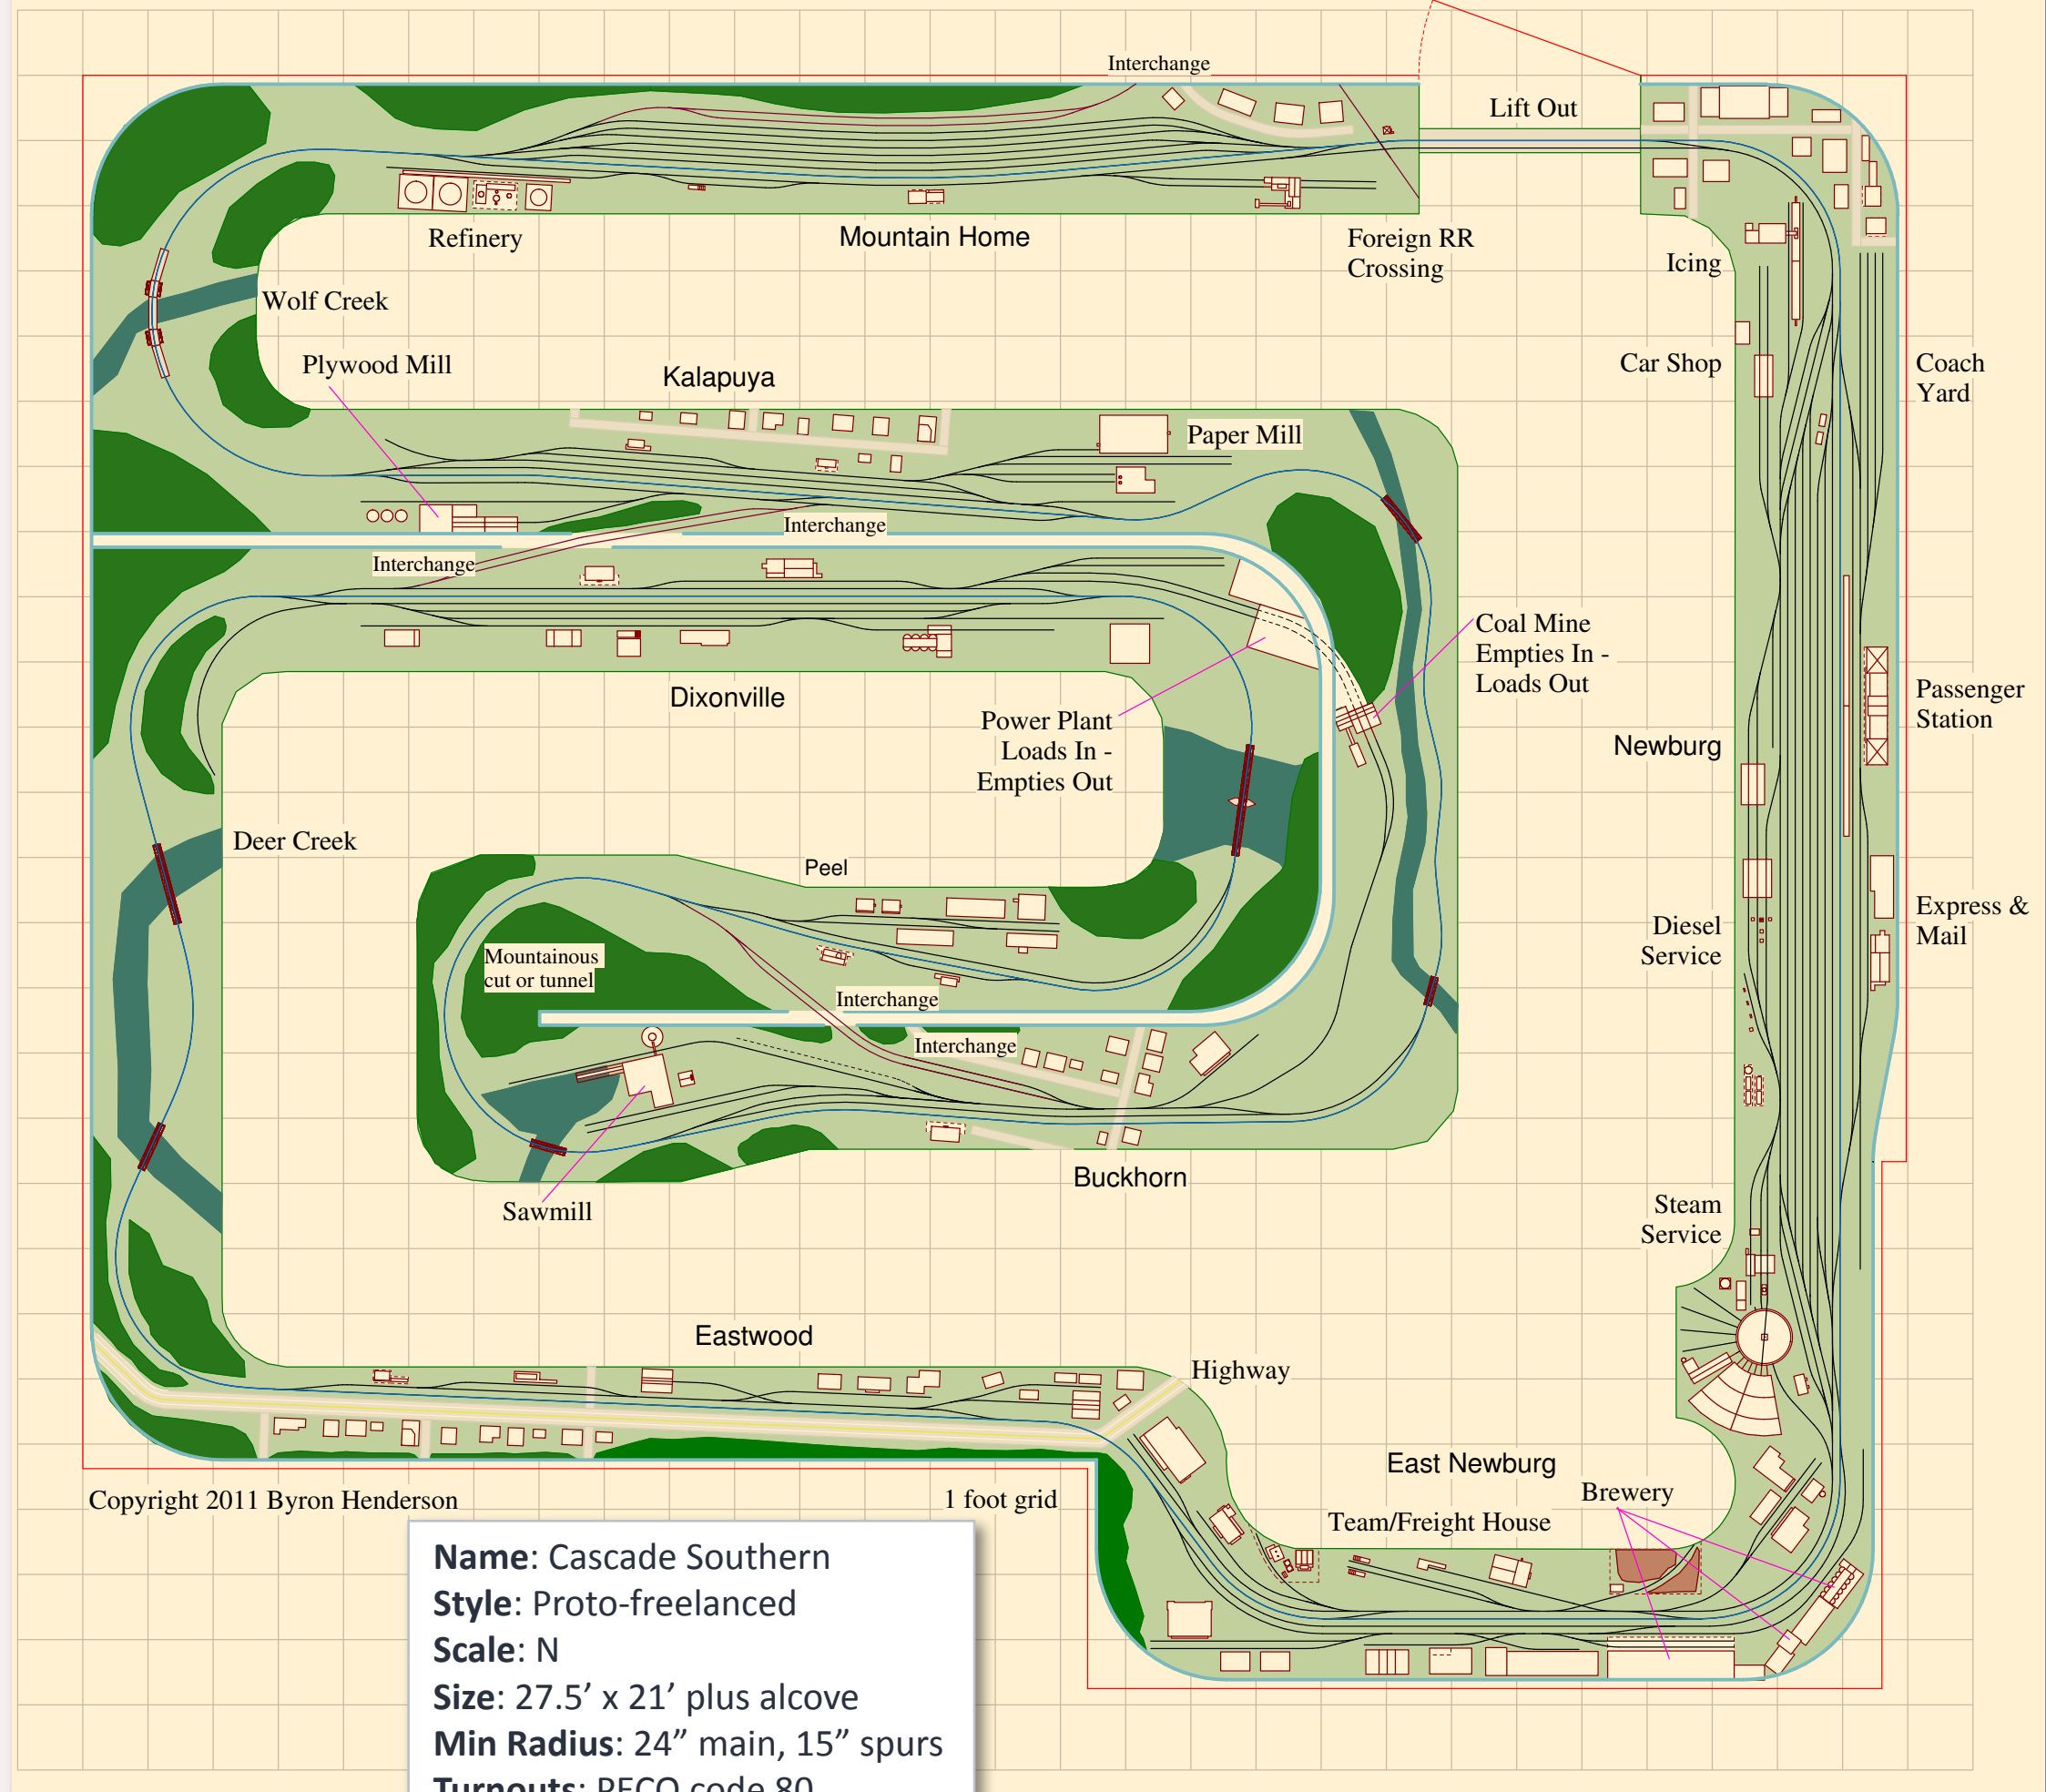 Interchange
Lift Out
Refinery
Mountain Home
Foreign RR
Crossing
Icing
Wolf Creek
Plywood Mill
Kalapuya
Car Shop
Coach
Yard
Paper Mill
Interchange
Interchange
Coal Mine
Empties In -
Loads Out
Dixonville
Power Plant
Loads In -
Empties Out
Newburg
Passenger
Station
Deer Creek
Peel
Express &
Mail
Diesel
Service
Mountainous
cut or tunnel
Interchange
Interchange
Buckhorn
Sawmill
Steam
Service
Eastwood
Highway
East Newburg
Brewery
Team/Freight House
Copyright 2011 Byron Henderson
1 foot grid
Name: Cascade Southern
Style: Proto-freelanced
Scale: N
Size: 27.5’ x 21’ plus alcove
Min Radius: 24” main, 15” spurs
Turnouts: PECO code 80